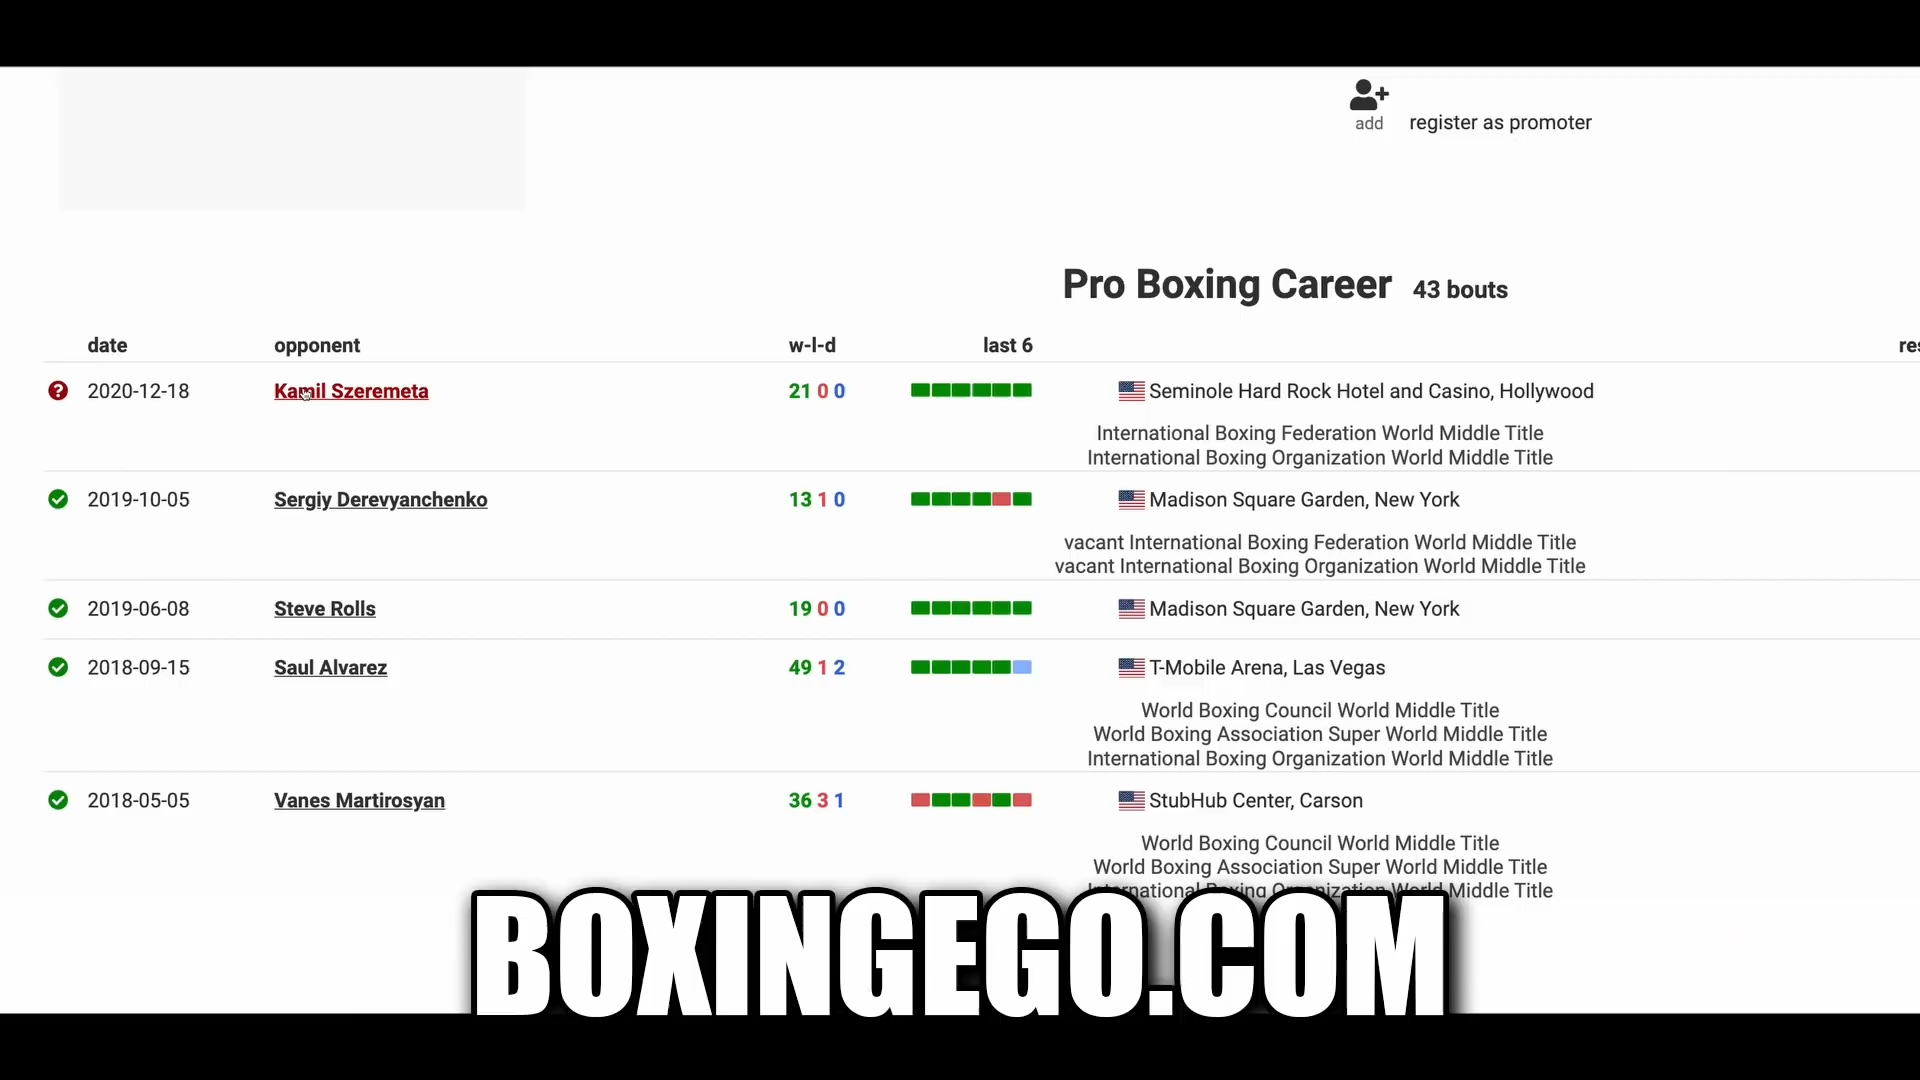 add register as promoter
Pro Boxing Career 43 bouts
date opponent w-l-d last 6
2020-12-18 Kamil Szeremeta 21 0 0 Seminole Hard Rock Hotel and Casino, Hollywood
International Boxing Federation World Middle Title
International Boxing Organization World Middle Title
2019-10-05 Sergiy Derevyanchenko 13 1 0 Madison Square Garden, New York
vacant International Boxing Federation World Middle Title
vacant International Boxing Organization World Middle Title
2019-06-08 Steve Rolls 19 0 0 Madison Square Garden, New York
2018-09-15 Saul Alvarez 49 1 2 T-Mobile Arena, Las Vegas
World Boxing Council World Middle Title
World Boxing Association Super World Middle Title
International Boxing Organization World Middle Title
2018-05-05 Vanes Martirosyan 36 3 1 StubHub Center, Carson
World Boxing Council World Middle Title
World Boxing Association Super World Middle Title
International Boxing Organization World Middle Title
BOXINGEGO.COM